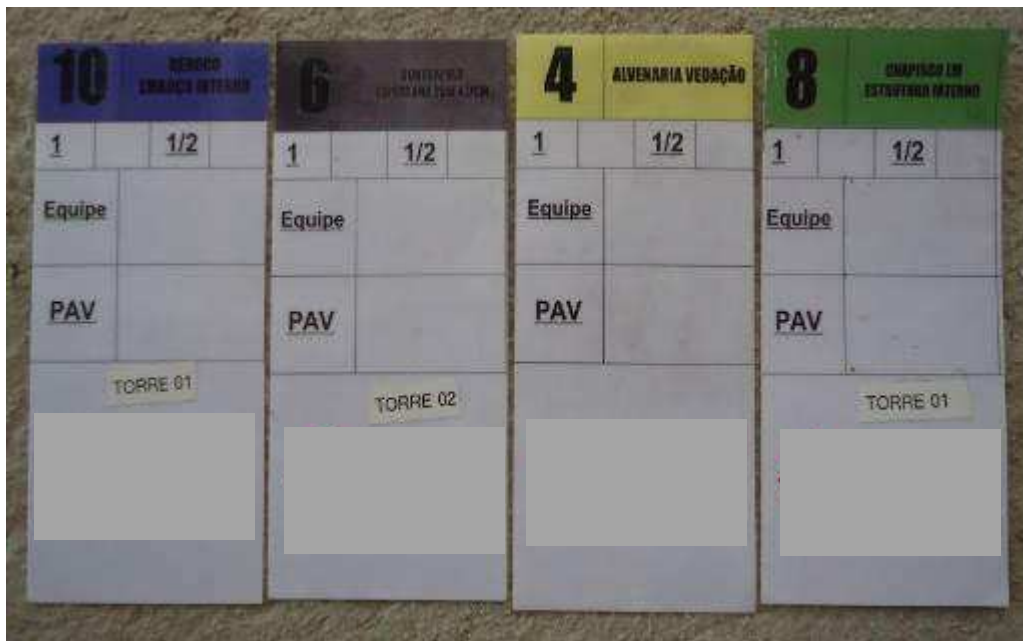 10
REBOCO
EMBOÇO INTERNO
1
1/2
Equipe
PAV
TORRE 01
6
1
1/2
Equipe
PAV
TORRE 02
4
ALVENARIA VEDAÇÃO
1
1/2
Equipe
PAV
8
CHAPISCO EM
ESTRUTURA INTERNO
1
1/2
Equipe
PAV
TORRE 01